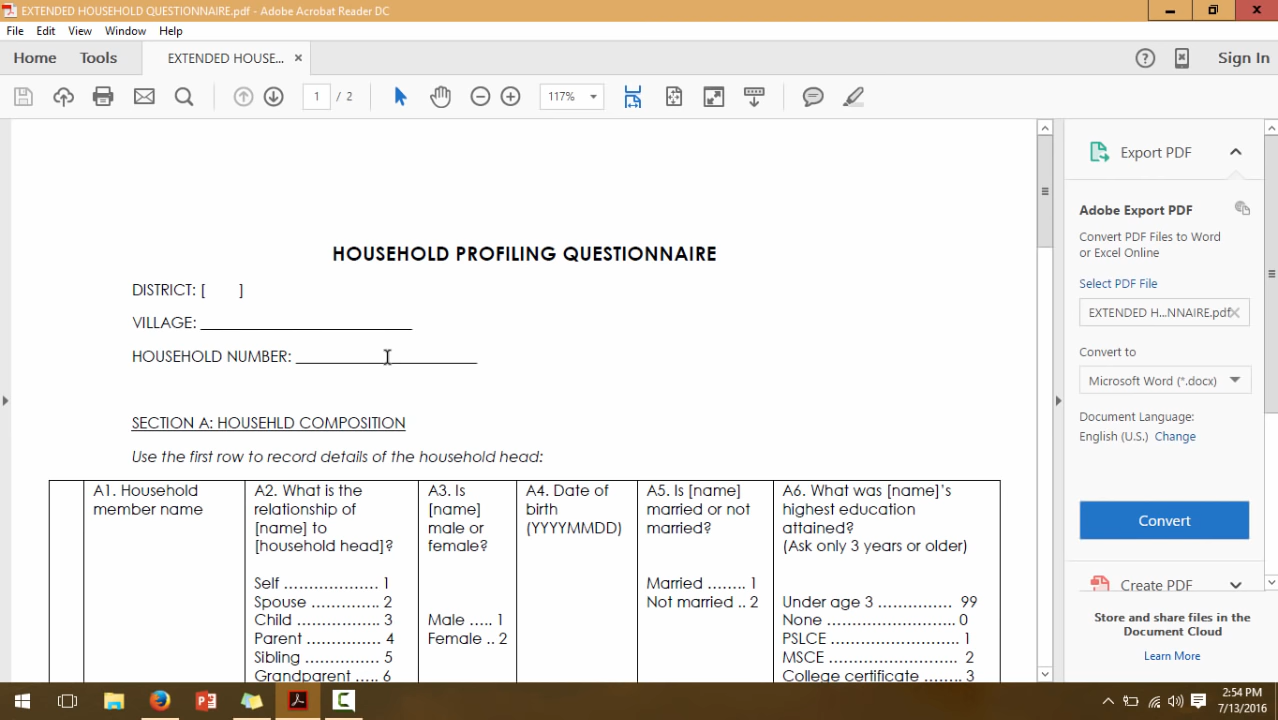 EXTENDED HOUSEHOLD QUESTIONNAIRE.pdf - Adobe Acrobat Reader DC
File Edit View Window Help
Home Tools EXTENDED HOUSE... × Sign In
1 / 2 117%
HOUSEHOLD PROFILING QUESTIONNAIRE
DISTRICT: [ ]
VILLAGE: ____________________
HOUSEHOLD NUMBER: ____________________
SECTION A: HOUSEHLD COMPOSITION
Use the first row to record details of the household head:
A1. Household
member name
A2. What is the
relationship of
[name] to
[household head]?
Self ………………. 1
Spouse ………….. 2
Child ……………... 3
Parent …………… 4
Sibling …………… 5
Grandparent ….. 6
A3. Is
[name]
male or
female?
Male ….. 1
Female .. 2
A4. Date of
birth
(YYYYMMDD)
A5. Is [name]
married or not
married?
Married …….. 1
Not married .. 2
A6. What was [name]’s
highest education
attained?
(Ask only 3 years or older)
Under age 3 …………… 99
None ……………………... 0
PSLCE ……………………. 1
MSCE …………………….. 2
College certificate …….. 3
Export PDF
Adobe Export PDF
Convert PDF Files to Word
or Excel Online
Select PDF File
EXTENDED H...NNAIRE.pdf
Convert to
Microsoft Word (*.docx)
Document Language:
English (U.S.) Change
Convert
Create PDF
Store and share files in the
Document Cloud
Learn More
2:54 PM
7/13/2016